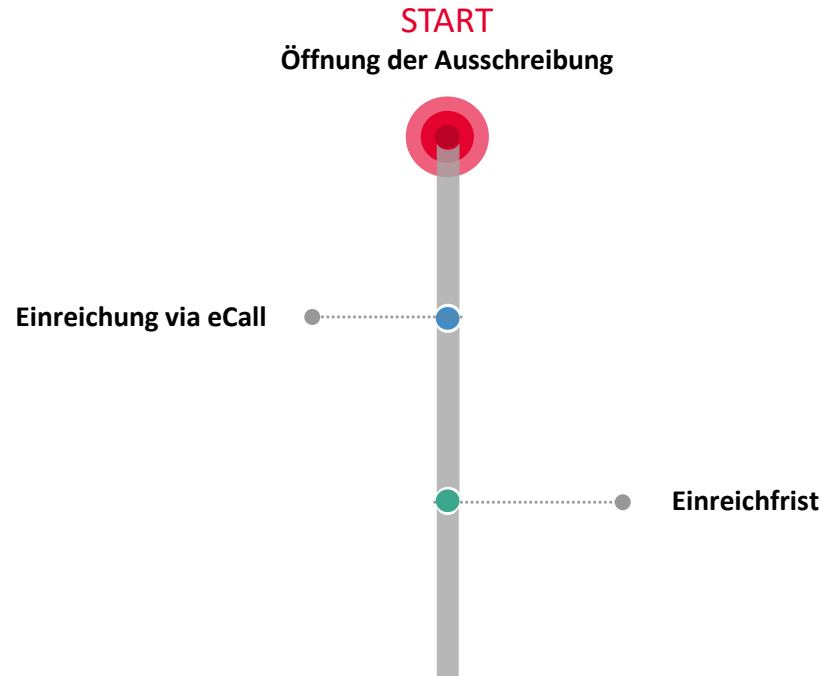 START
Öffnung der Ausschreibung
Einreichung via eCall
Einreichfrist